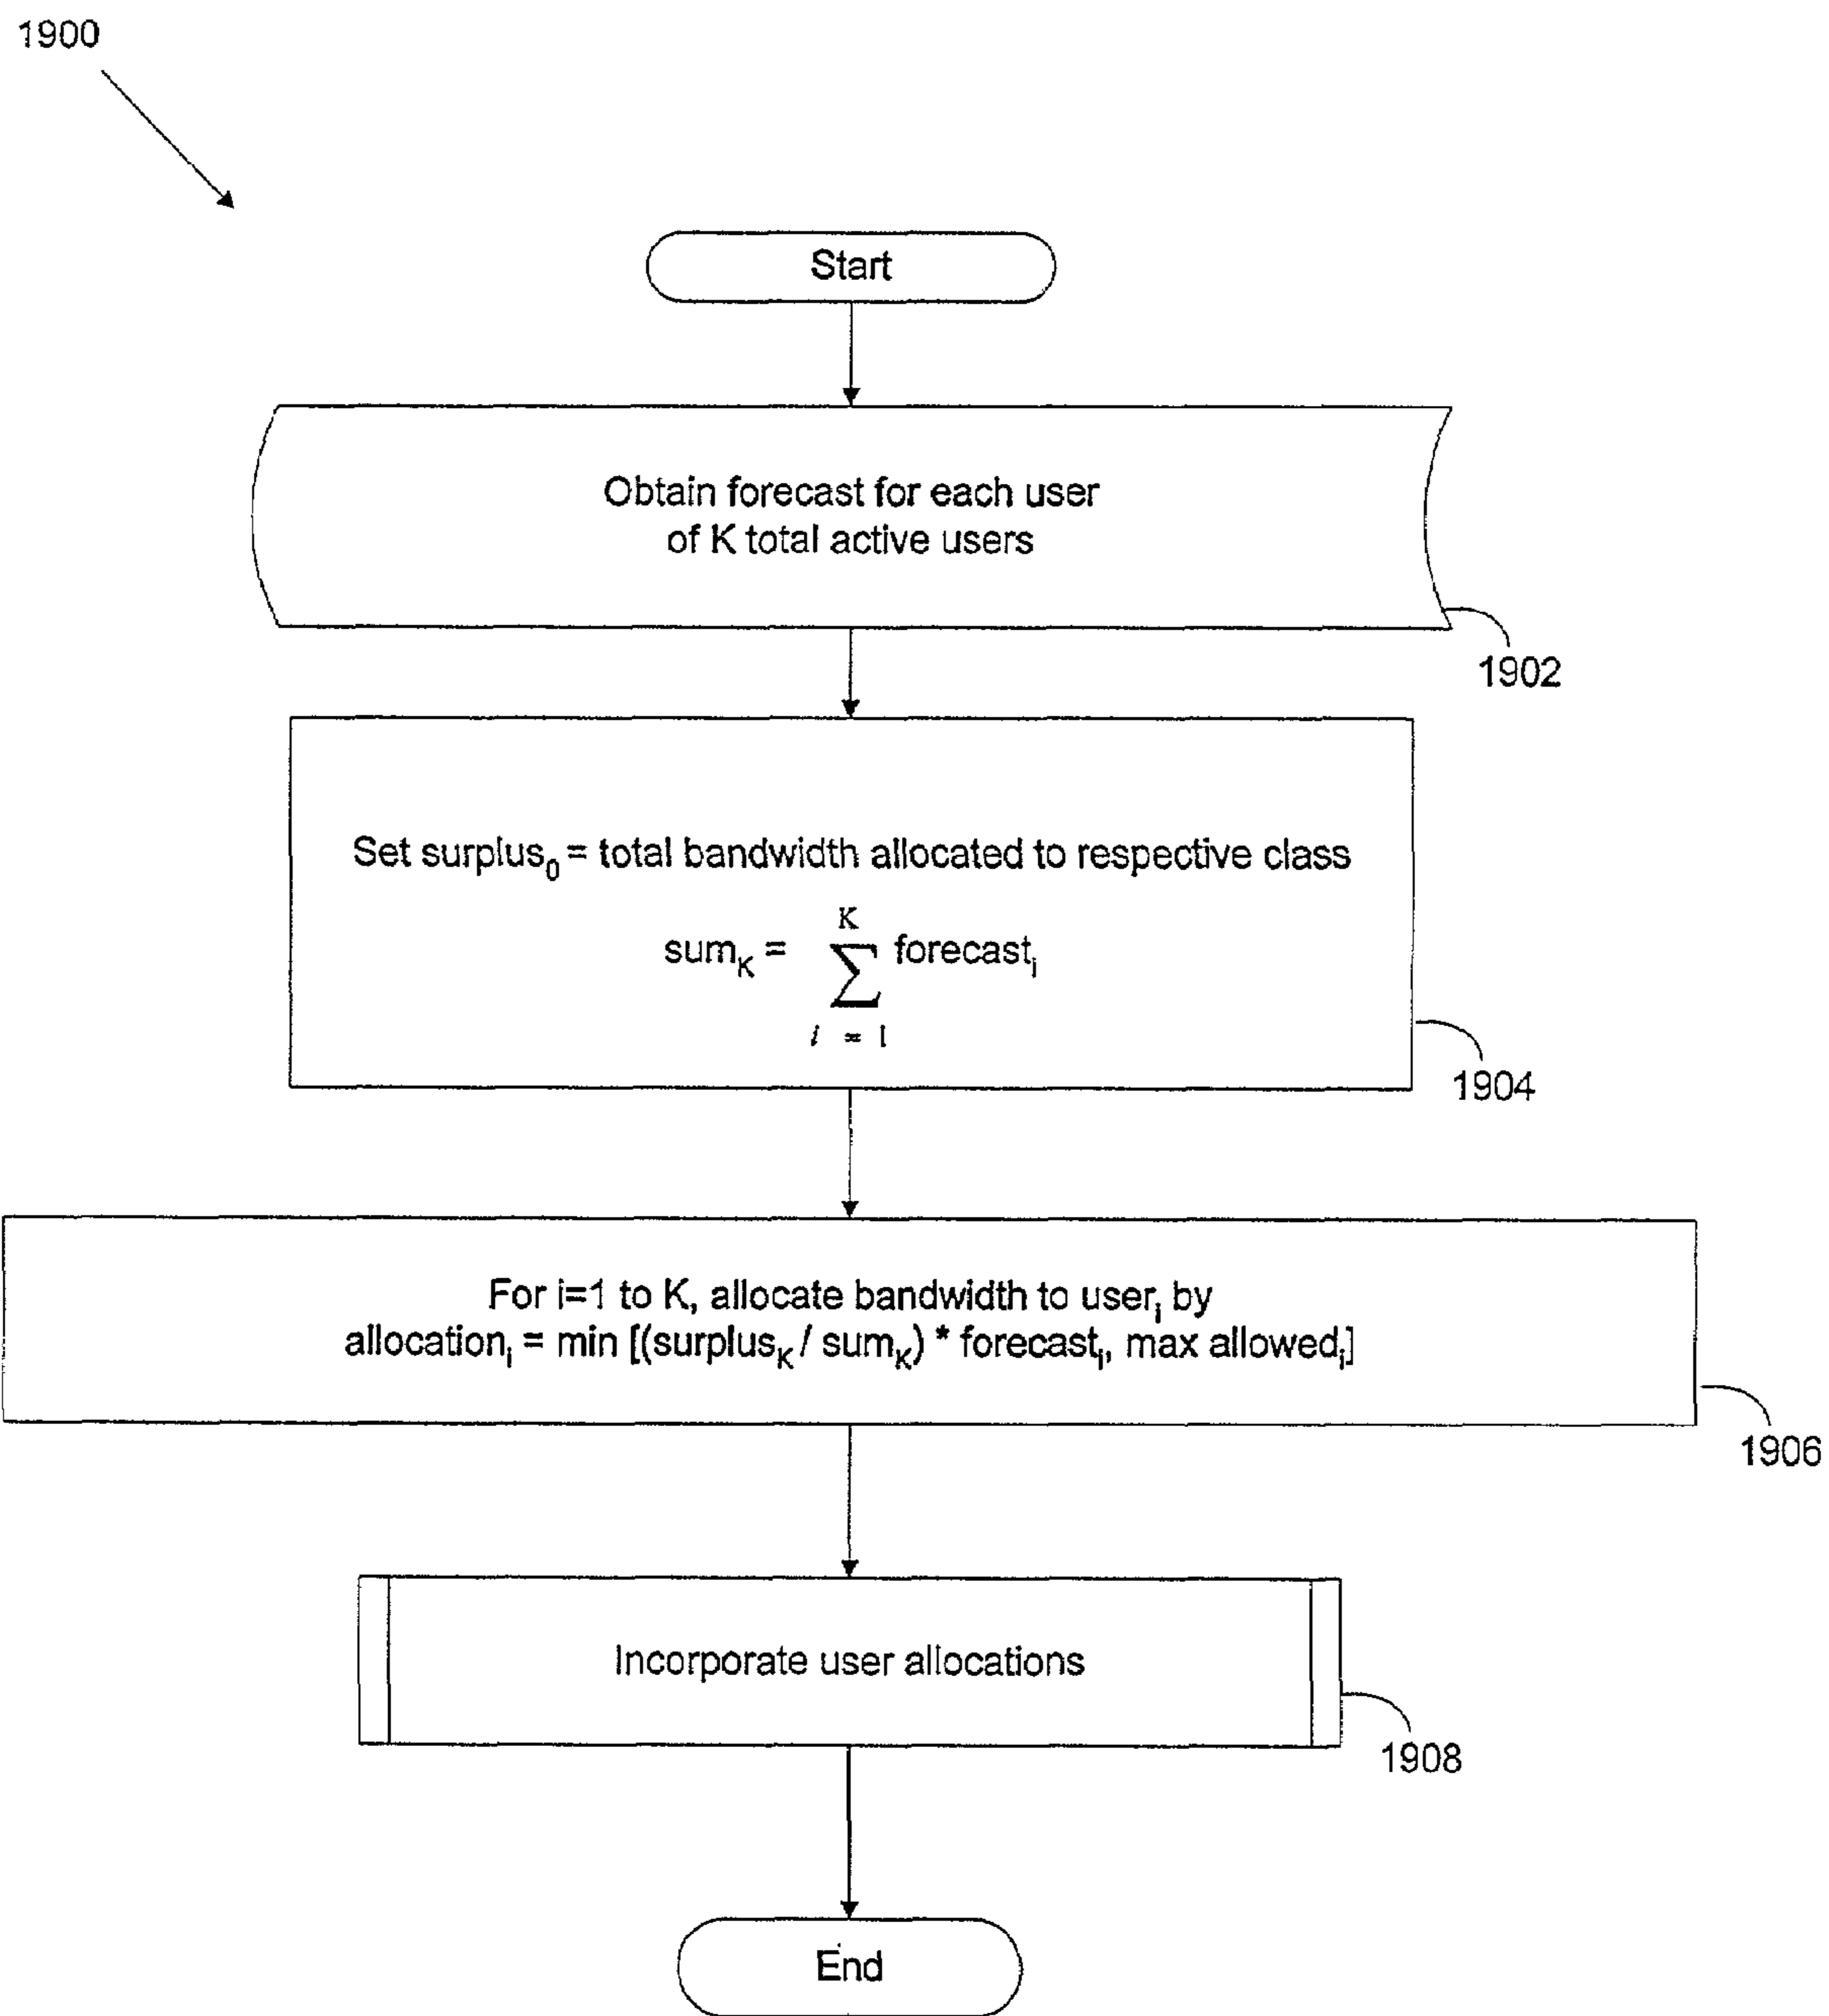 1900
Start
Obtain forecast for each user
of K total active users
1902
Set surplus₀ = total bandwidth allocated to respective class
K
sumₖ = ∑ forecastᵢ
i = 1
1904
For i=1 to K, allocate bandwidth to userᵢ by
allocationᵢ = min [(surplusₖ / sumₖ) * forecastᵢ, max allowedᵢ]
1906
Incorporate user allocations
1908
End